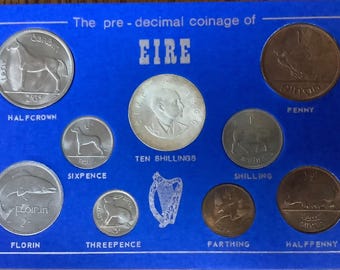 The pre-decimal coinage of
EIRE
HALFCROWN
PENNY
SIXPENCE
TEN SHILLINGS
SHILLING
FLORIN
THREEPENCE
FARTHING
HALFPENNY